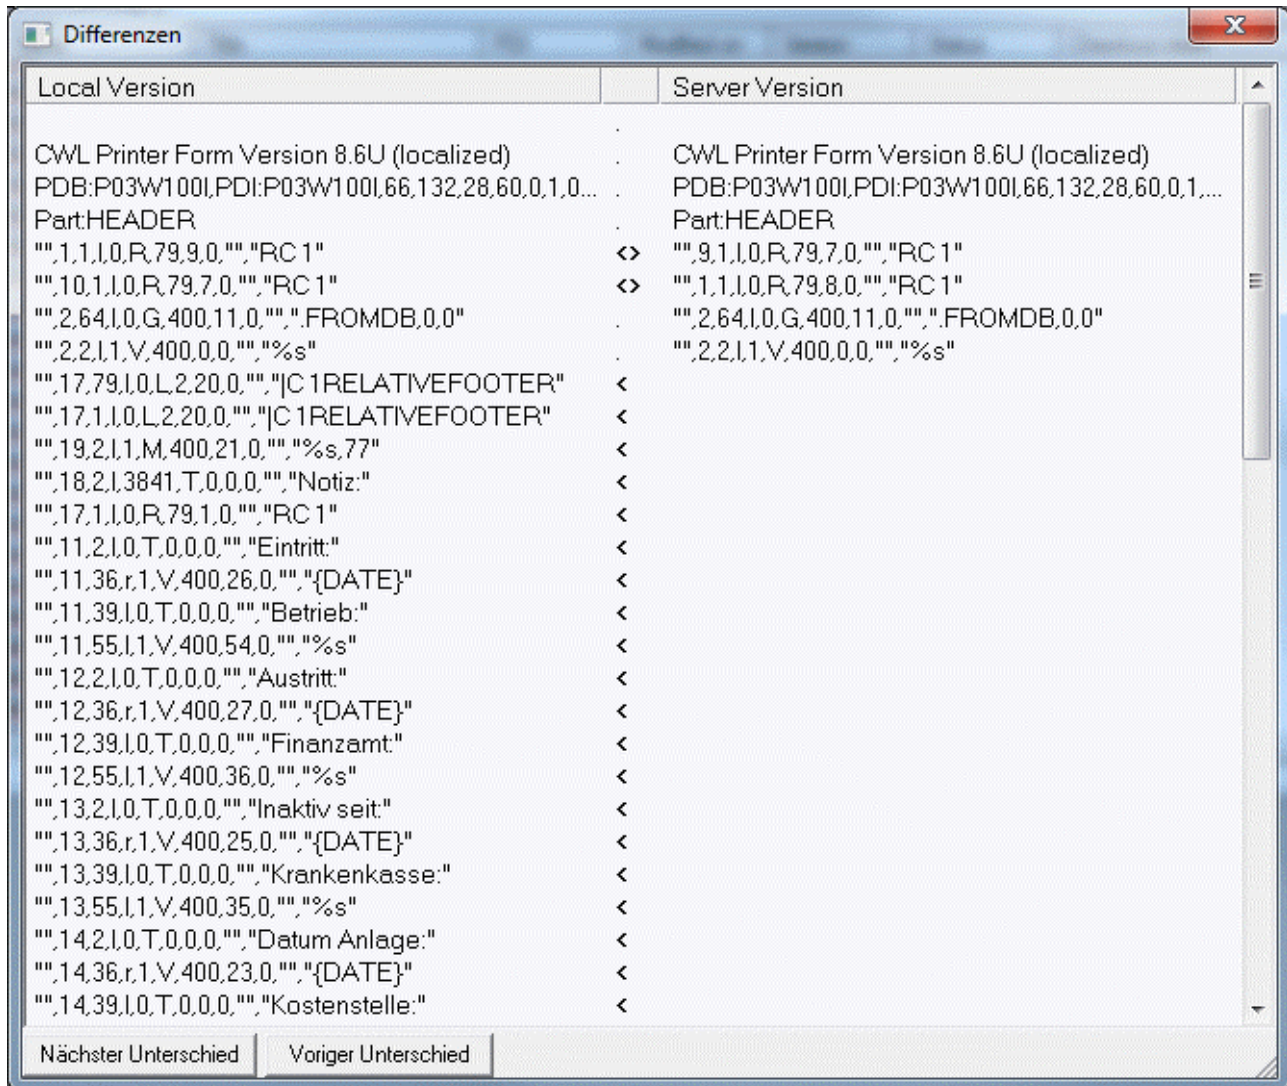 Differenzen
Local Version Server Version
.
CWL Printer Form Version 8.6U (localized) . CWL Printer Form Version 8.6U (localized)
PDB:P03W100I,PDI:P03W100I,66,132,28,60,0,1,0... . PDB:P03W100I,PDI:P03W100I,66,132,28,60,0,1,...
Part:HEADER . Part:HEADER
"",1,1,l,0,R,79,9,0,"","RC1" <> "",9,1,l,0,R,79,7,0,"","RC1"
"",10,1,l,0,R,79,7,0,"","RC1" <> "",1,1,l,0,R,79,8,0,"","RC1"
"",2,64,l,0,G,400,11,0,"",".FROMDB,0,0" . "",2,64,l,0,G,400,11,0,"",".FROMDB,0,0"
"",2,2,l,1,V,400,0,0,"","%s" . "",2,2,l,1,V,400,0,0,"","%s"
"",17,79,l,0,L,2,20,0,"","|C1RELATIVEFOOTER" <
"",17,1,l,0,L,2,20,0,"","|C1RELATIVEFOOTER" <
"",19,2,l,1,M,400,21,0,"","%s,77" <
"",18,2,l,3841,T,0,0,0,"","Notiz:" <
"",17,1,l,0,R,79,1,0,"","RC1" <
"",11,2,l,0,T,0,0,0,"","Eintritt:" <
"",11,36,r,1,V,400,26,0,"","{DATE}" <
"",11,39,l,0,T,0,0,0,"","Betrieb:" <
"",11,55,l,1,V,400,54,0,"","%s" <
"",12,2,l,0,T,0,0,0,"","Austritt:" <
"",12,36,r,1,V,400,27,0,"","{DATE}" <
"",12,39,l,0,T,0,0,0,"","Finanzamt:" <
"",12,55,l,1,V,400,36,0,"","%s" <
"",13,2,l,0,T,0,0,0,"","Inaktiv seit:" <
"",13,36,r,1,V,400,25,0,"","{DATE}" <
"",13,39,l,0,T,0,0,0,"","Krankenkasse:" <
"",13,55,l,1,V,400,35,0,"","%s" <
"",14,2,l,0,T,0,0,0,"","Datum Anlage:" <
"",14,36,r,1,V,400,23,0,"","{DATE}" <
"",14,39,l,0,T,0,0,0,"","Kostenstelle:" <
Nächster Unterschied Voriger Unterschied